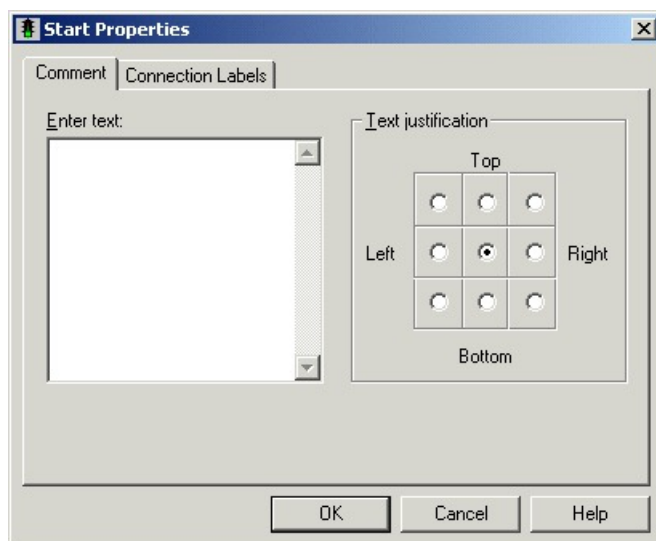 Start Properties
Comment
Connection Labels
Enter text:
Text justification
Top
Left
Right
Bottom
OK
Cancel
Help